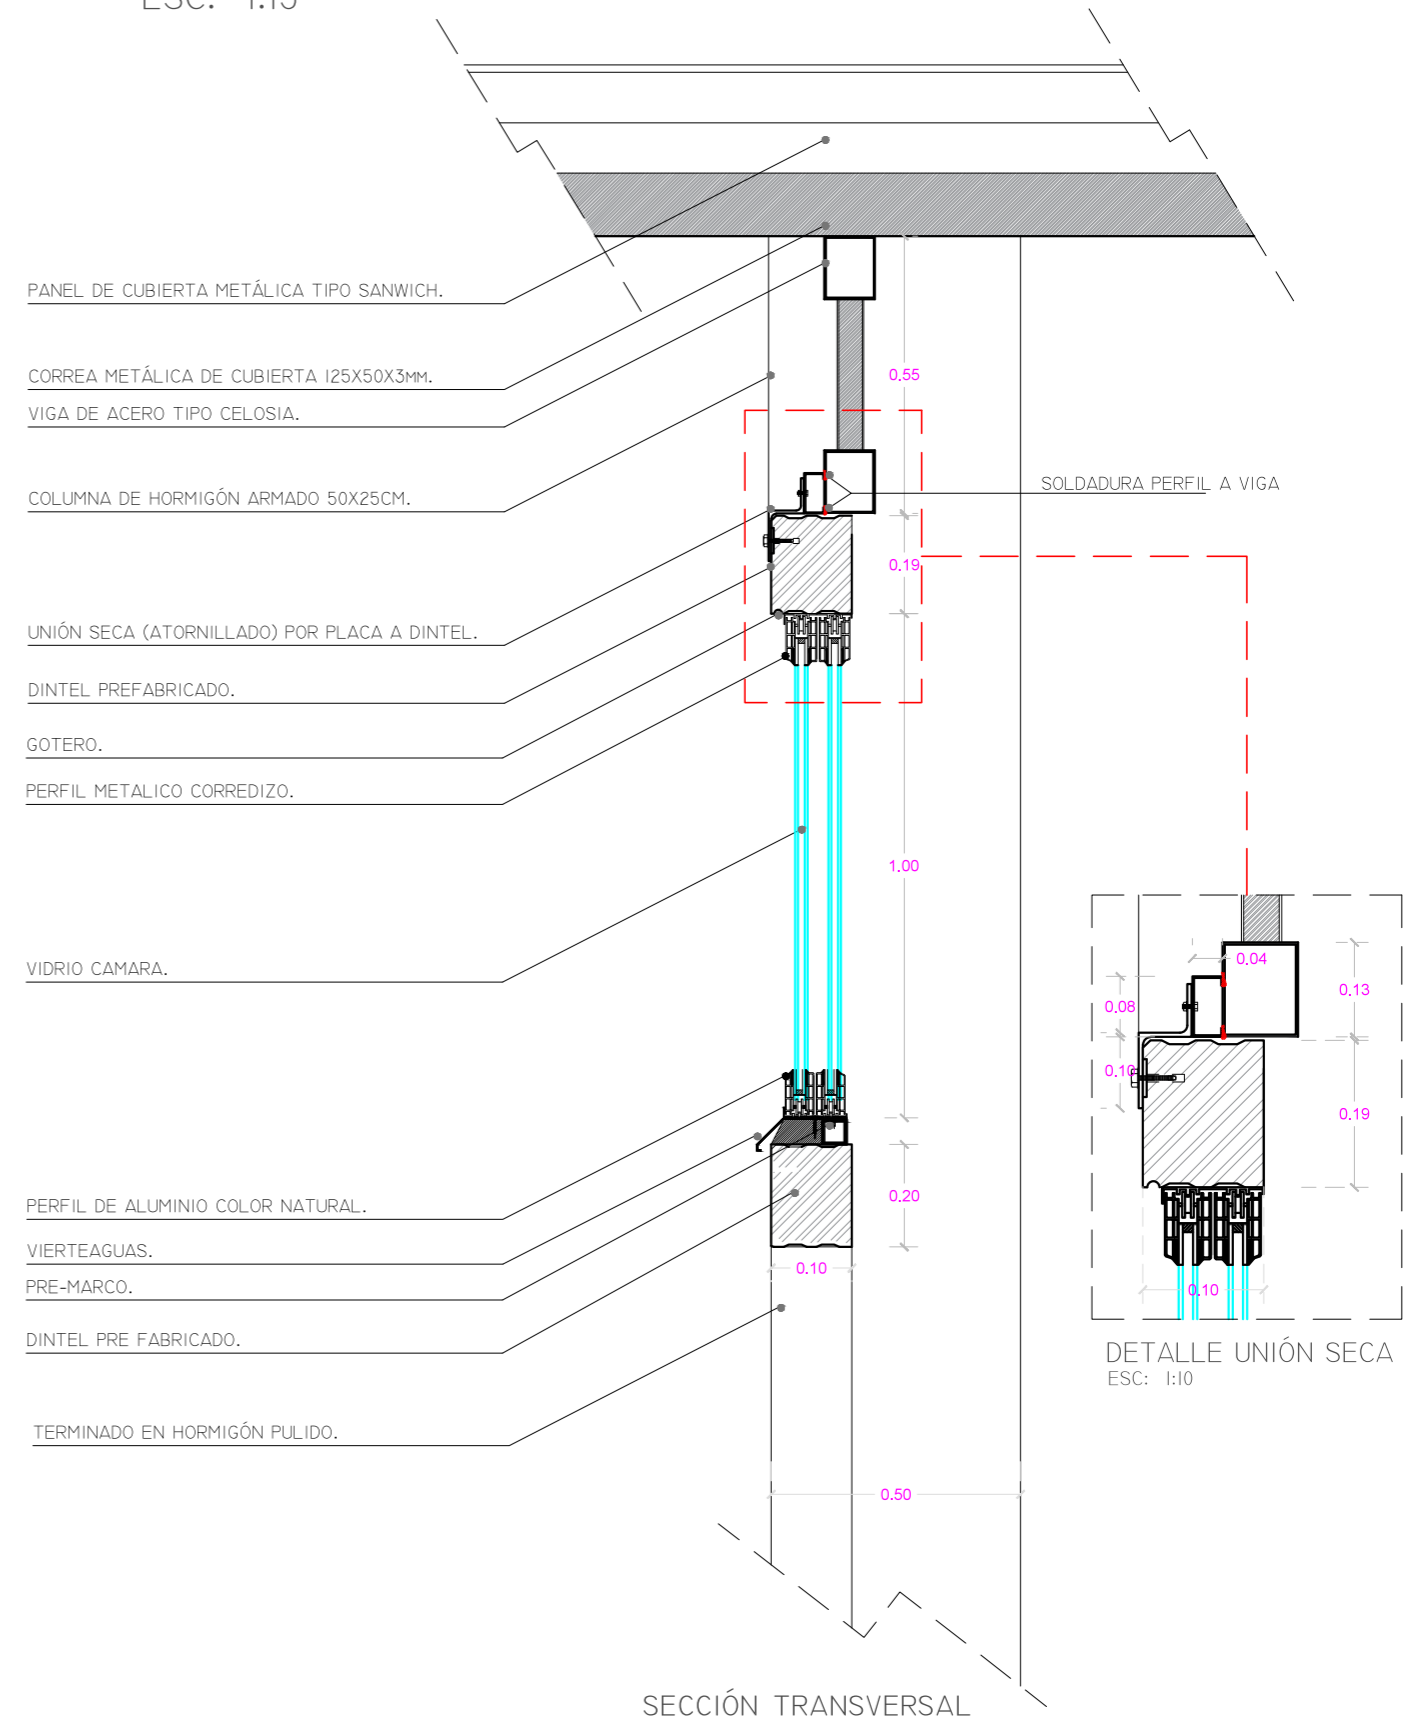 ESC: 1:15
PANEL DE CUBIERTA METÁLICA TIPO SANWICH.
CORREA METÁLICA DE CUBIERTA 125X50X3MM.
VIGA DE ACERO TIPO CELOSIA.
COLUMNA DE HORMIGÓN ARMADO 50X25CM.
UNIÓN SECA (ATORNILLADO) POR PLACA A DINTEL.
DINTEL PREFABRICADO.
GOTERO.
PERFIL METALICO CORREDIZO.
VIDRIO CAMARA.
PERFIL DE ALUMINIO COLOR NATURAL.
VIERTEAGUAS.
PRE-MARCO.
DINTEL PRE FABRICADO.
TERMINADO EN HORMIGÓN PULIDO.
0.55
SOLDADURA PERFIL A VIGA
0.19
1.00
0.20
0.10
0.50
0.04
0.13
0.08
0.10
0.19
0.10
DETALLE UNIÓN SECA
ESC: 1:10
SECCIÓN TRANSVERSAL